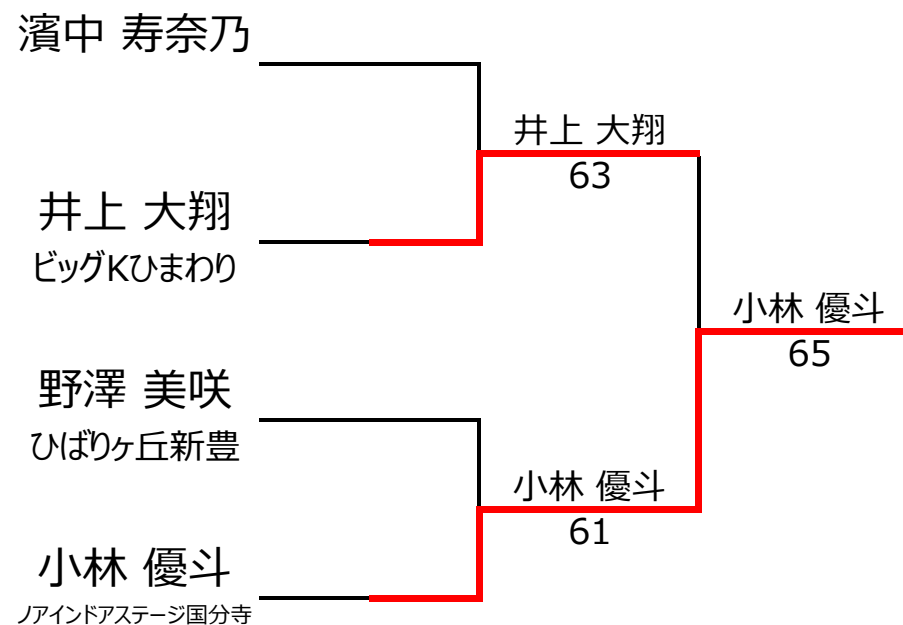 濱中 寿奈乃
井上 大翔
63
井上 大翔
ビッグKひまわり
小林 優斗
65
野澤 美咲
ひばりヶ丘新豊
小林 優斗
61
小林 優斗
ノアインドアステージ国分寺